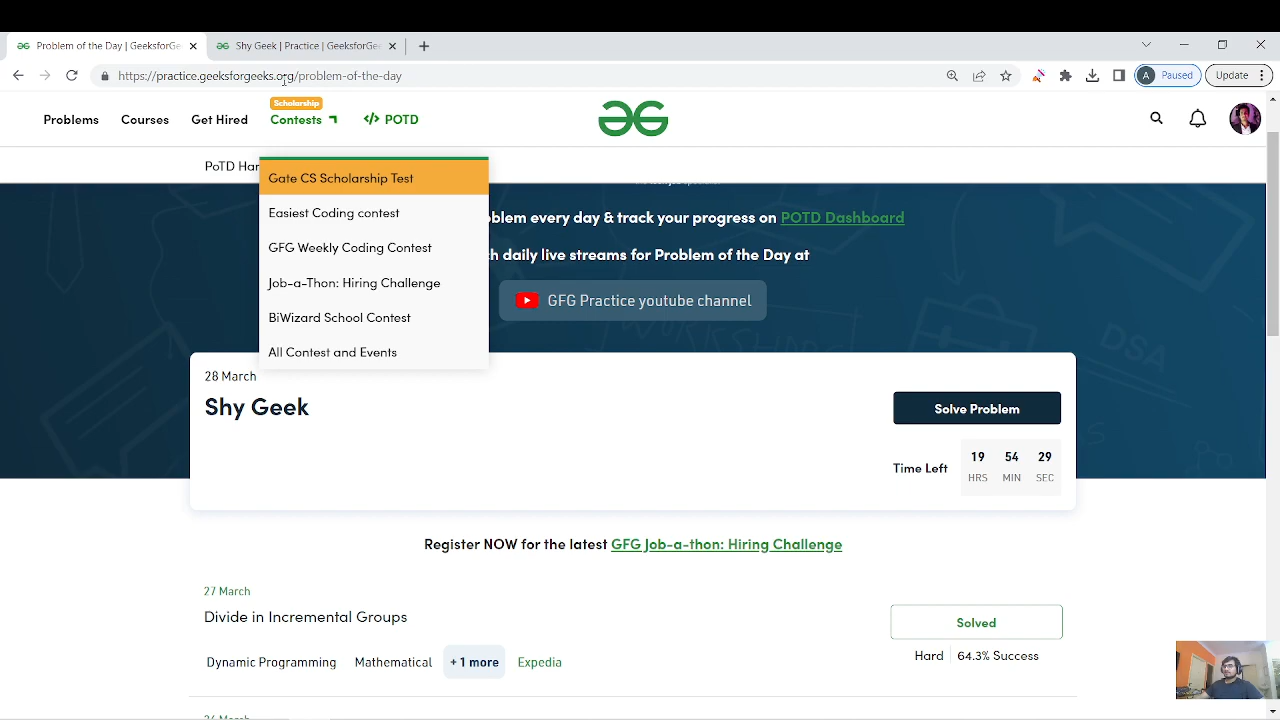 Problem of the Day | GeeksforGe
Shy Geek | Practice | GeeksforGee
https://practice.geeksforgeeks.org/problem-of-the-day
A Paused
Update
Problems
Courses
Get Hired
Scholarship
Contests
</> POTD
PoTD Har
Gate CS Scholarship Test
Easiest Coding contest
GFG Weekly Coding Contest
Job-a-Thon: Hiring Challenge
BiWizard School Contest
All Contest and Events
blem every day & track your progress on POTD Dashboard
h daily live streams for Problem of the Day at
GFG Practice youtube channel
DSA
28 March
Shy Geek
Solve Problem
Time Left
19 54 29
HRS MIN SEC
Register NOW for the latest GFG Job-a-thon: Hiring Challenge
27 March
Divide in Incremental Groups
Solved
Dynamic Programming
Mathematical
+ 1 more
Expedia
Hard
64.3% Success